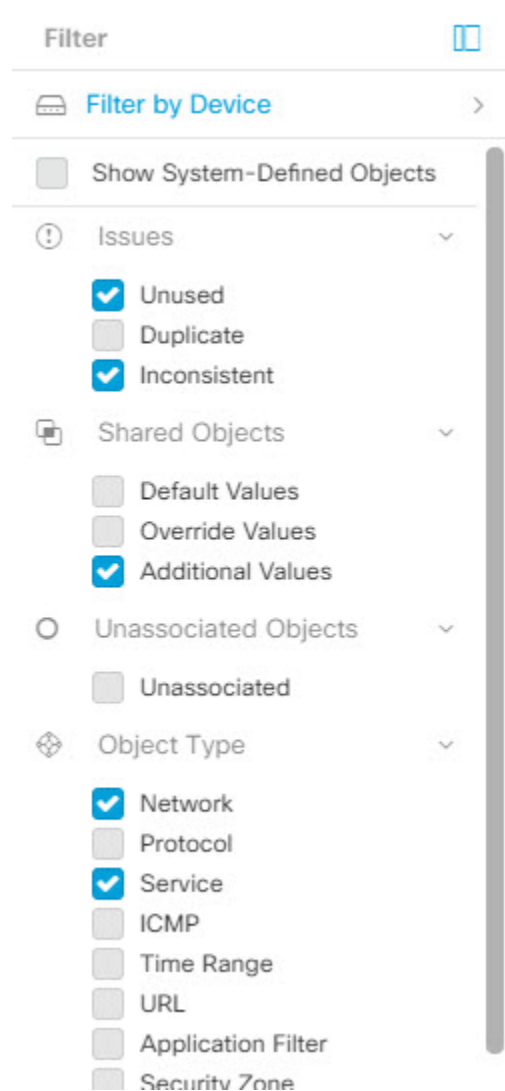 Filter
Filter by Device
Show System-Defined Objects
Issues
Unused
Duplicate
Inconsistent
Shared Objects
Default Values
Override Values
Additional Values
Unassociated Objects
Unassociated
Object Type
Network
Protocol
Service
ICMP
Time Range
URL
Application Filter
Security Zone